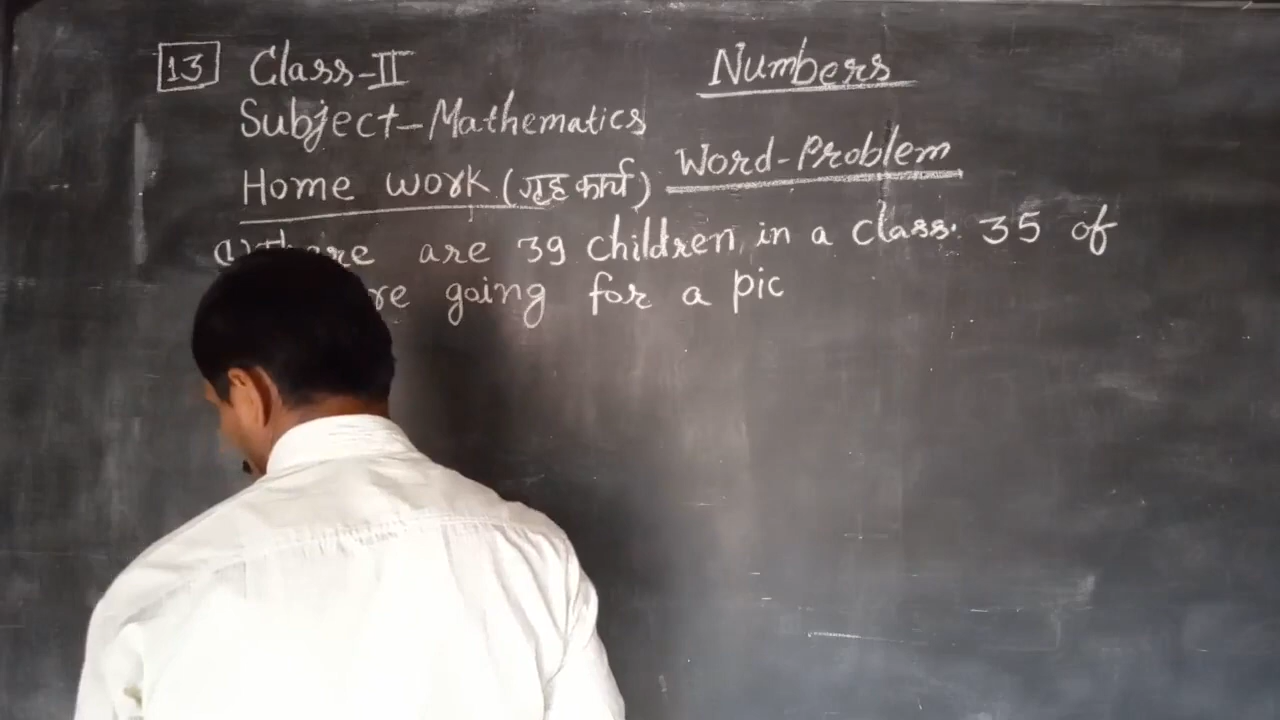 13 Class-II
Numbers
Subject-Mathematics
Word-Problem
Home work (गृह कार्य)
are 39 children in a class. 35 of
going for a pic